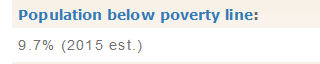 Population below poverty line:
9.7% (2015 est.)